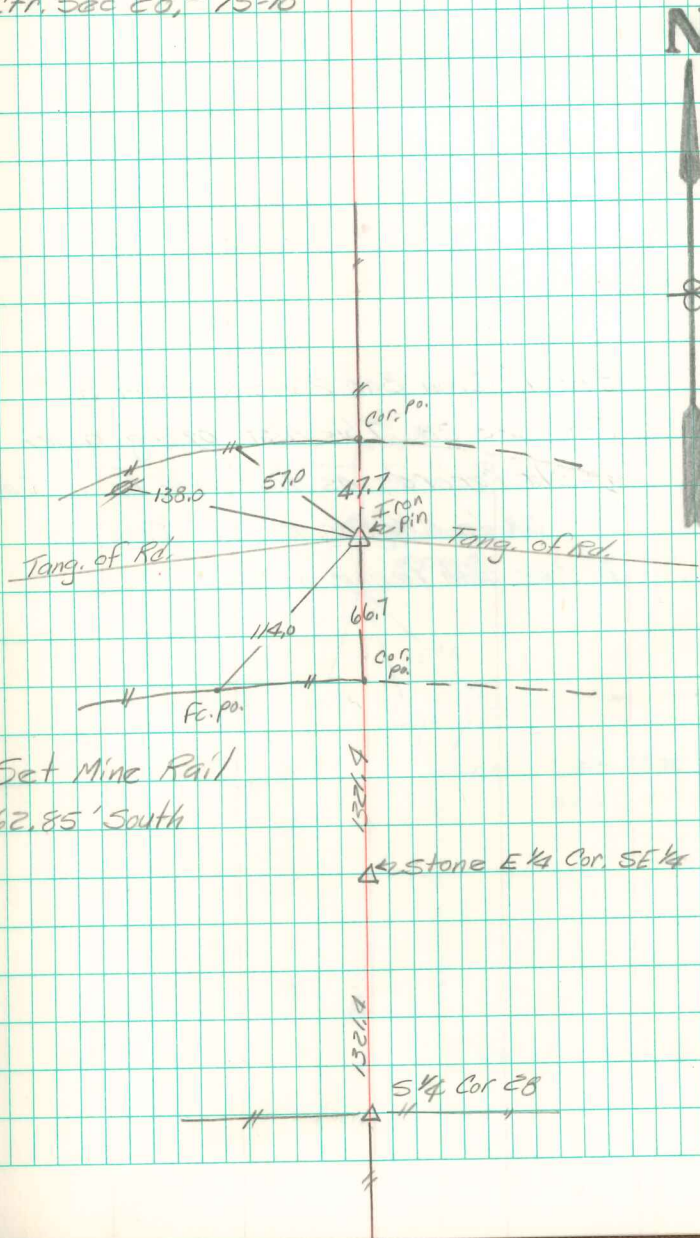 N
Cor. Po.
57.0
138.0
47.7
Iron
Pin
Tang. of Rd.
Tang. of Rd.
66.7
114.0
Cor.
po.
Fc. po.
Set Mine Rail
62.85' South
1321.4
Stone E 1/4 Cor. SE 1/4
1321.4
S 1/4 Cor 28